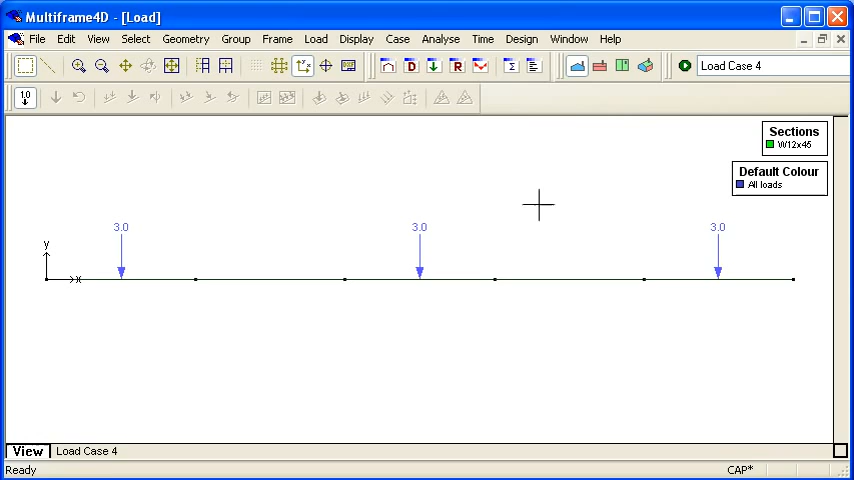 Multiframe4D - [Load]
File Edit View Select Geometry Group Frame Load Display Case Analyse Time Design Window Help
D R Σ Load Case 4
1.0
Sections
W12x45
Default Colour
All loads
3.0 3.0 3.0
y
x
View Load Case 4
Ready CAP*